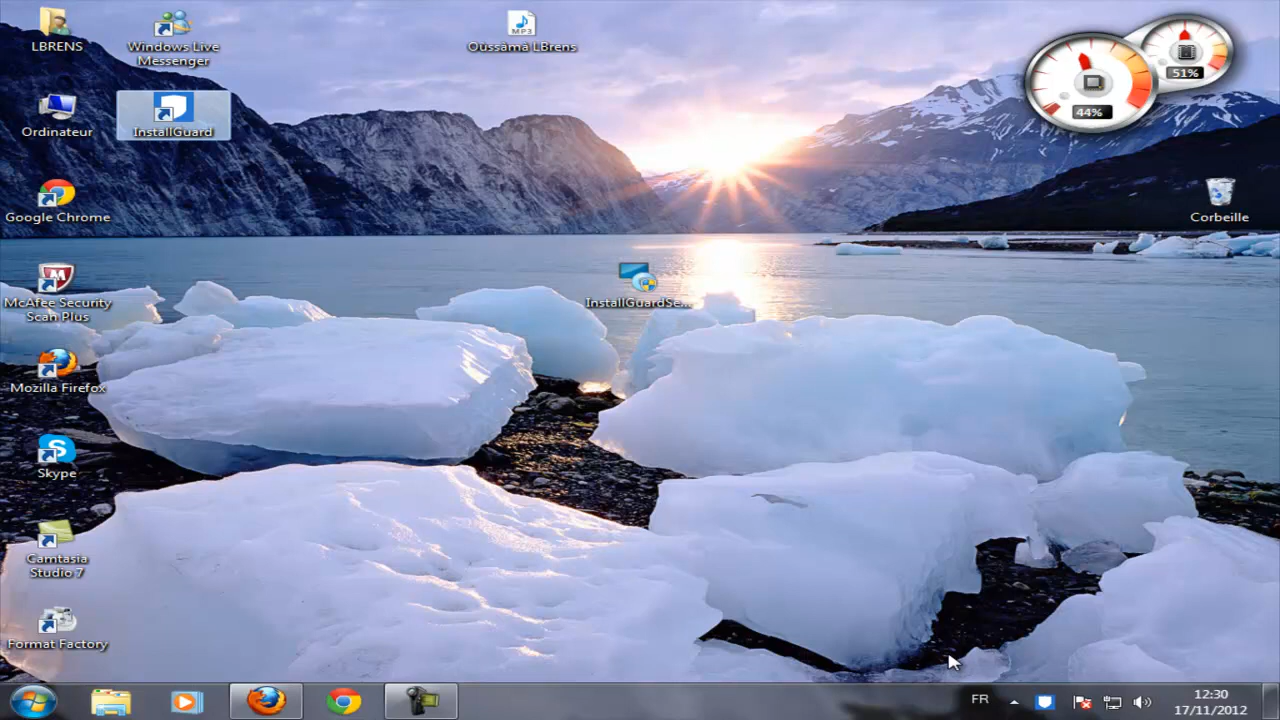 LBRENS
Windows Live
Messenger
Oussama LBrens
MP3
51%
44%
Ordinateur
InstallGuard
Google Chrome
Corbeille
McAfee Security
Scan Plus
InstallGuardSe...
Mozilla Firefox
Skype
Camtasia
Studio 7
Format Factory
FR
12:30
17/11/2012